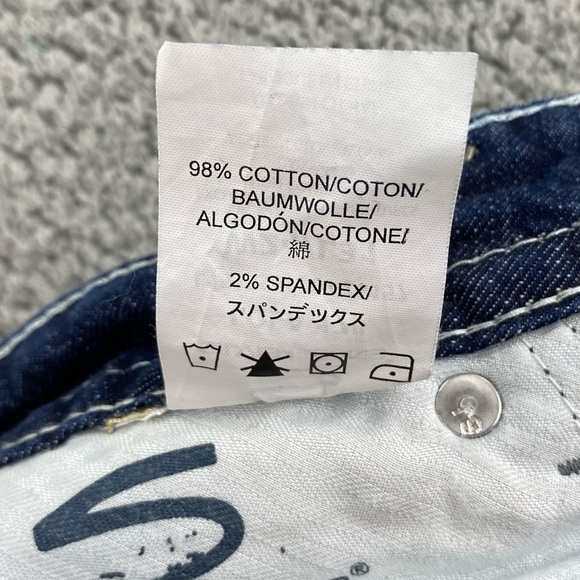 98% COTTON/COTON/
BAUMWOLLE/
ALGODÓN/COTONE/
綿
2% SPANDEX/
スパンデックス
S
®